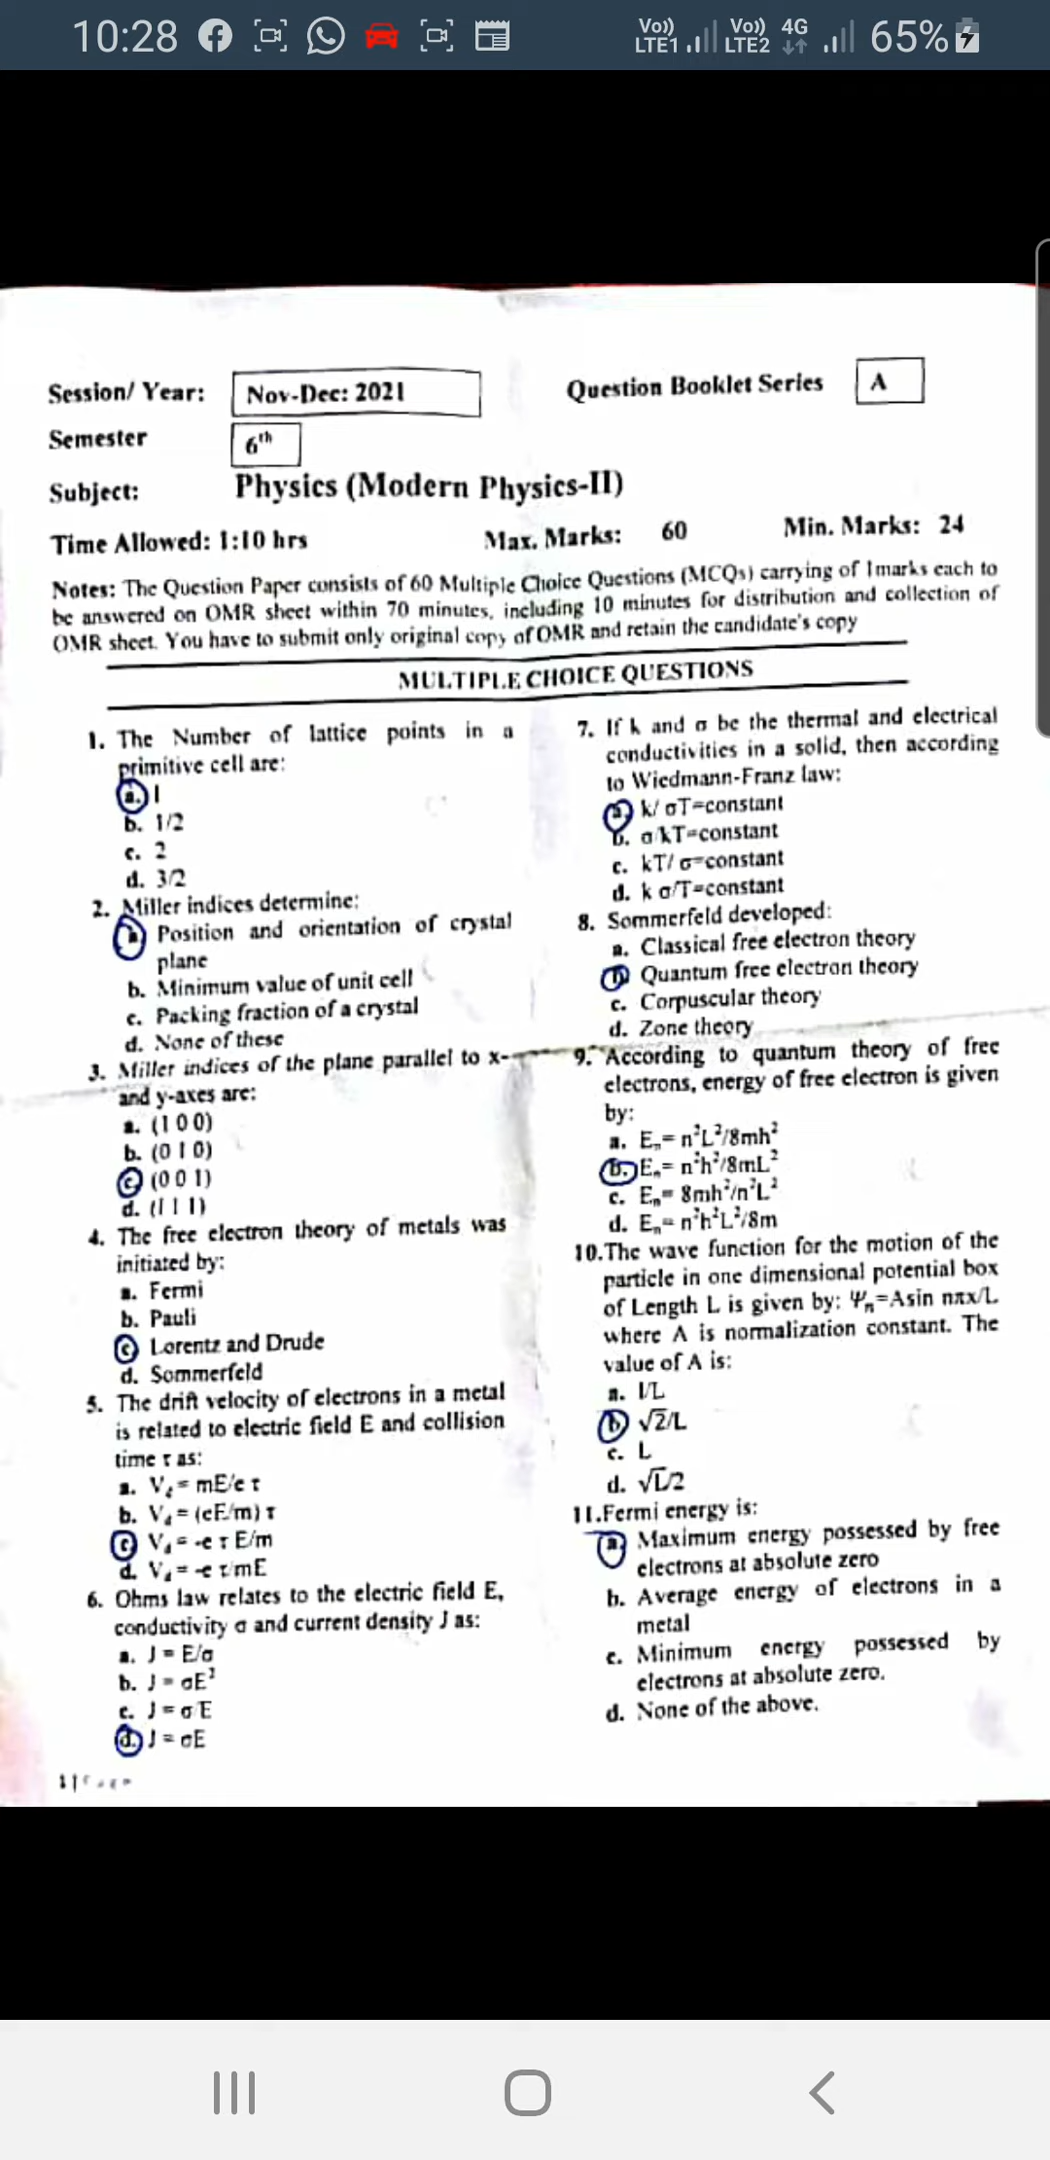 10:28
Vo)) LTE1 Vo)) LTE2 4G 65%
Session/ Year: Nov-Dec: 2021 Question Booklet Series A
Semester 6th
Subject: Physics (Modern Physics-II)
Time Allowed: 1:10 hrs Max. Marks: 60 Min. Marks: 24
Notes: The Question Paper consists of 60 Multiple Choice Questions (MCQs) carrying of 1marks each to
be answered on OMR sheet within 70 minutes, including 10 minutes for distribution and collection of
OMR sheet. You have to submit only original copy of OMR and retain the candidate's copy
MULTIPLE CHOICE QUESTIONS
1. The Number of lattice points in a
primitive cell are:
a. 1
b. 1/2
c. 2
d. 3/2
2. Miller indices determine:
a. Position and orientation of crystal
plane
b. Minimum value of unit cell
c. Packing fraction of a crystal
d. None of these
3. Miller indices of the plane parallel to x-
and y-axes are:
a. (1 0 0)
b. (0 1 0)
c. (0 0 1)
d. (1 1 1)
4. The free electron theory of metals was
initiated by:
a. Fermi
b. Pauli
c. Lorentz and Drude
d. Sommerfeld
5. The drift velocity of electrons in a metal
is related to electric field E and collision
time τ as:
a. Vd = mE/e τ
b. Vd = (eE/m) τ
c. Vd = -e τ E/m
d. Vd = -e τ/mE
6. Ohms law relates to the electric field E,
conductivity σ and current density J as:
a. J = E/σ
b. J = σE²
c. J = σ E
d. J = σE
7. If k and σ be the thermal and electrical
conductivities in a solid, then according
to Wiedmann-Franz law:
a. k/ σT=constant
b. σ kT=constant
c. kT/ σ=constant
d. k σ/T=constant
8. Sommerfeld developed:
a. Classical free electron theory
b. Quantum free electron theory
c. Corpuscular theory
d. Zone theory
9. According to quantum theory of free
electrons, energy of free electron is given
by:
a. En= n²L²/8mh²
b. En= n²h²/8mL²
c. En= 8mh²/n²L²
d. En= n²h²L²/8m
10.The wave function for the motion of the
particle in one dimensional potential box
of Length L is given by: Ψn=Asin nπx/L
where A is normalization constant. The
value of A is:
a. 1/L
b. √2/L
c. L
d. √L/2
11.Fermi energy is:
a. Maximum energy possessed by free
electrons at absolute zero
b. Average energy of electrons in a
metal
c. Minimum energy possessed by
electrons at absolute zero.
d. None of the above.